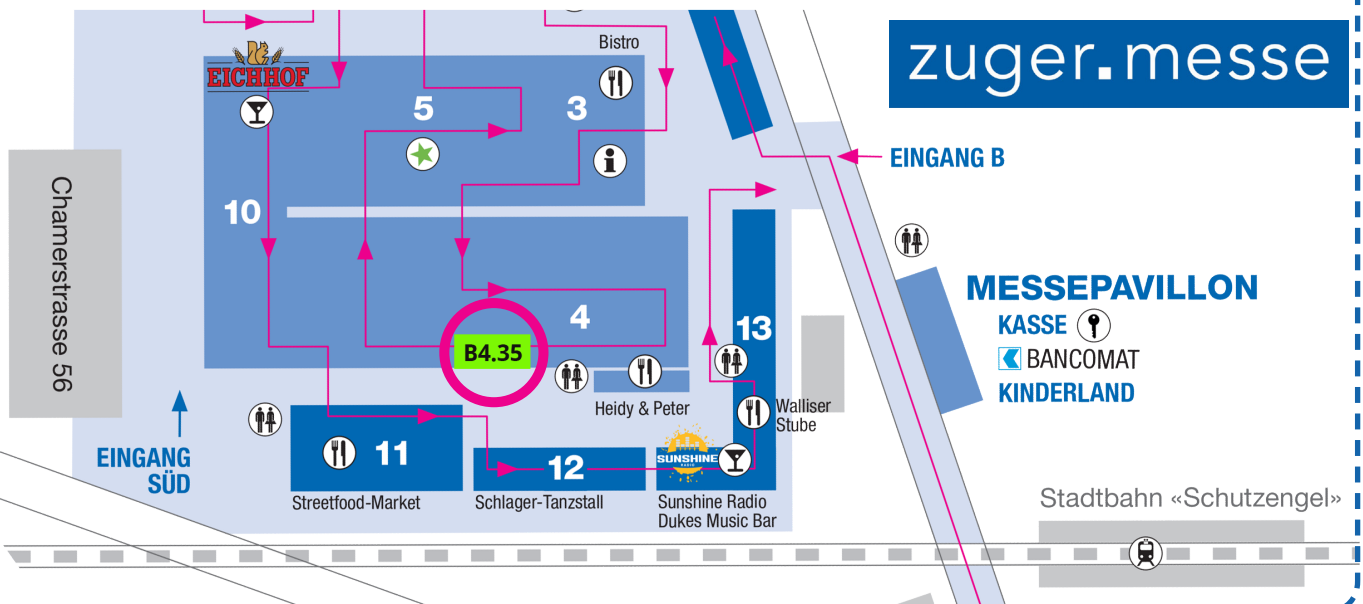 zuger.messe
Bistro
EICHHOF
5
3
EINGANG B
Chamerstrasse 56
10
MESSEPAVILLON
KASSE
BANCOMAT
KINDERLAND
4
13
B4.35
Heidy & Peter
Walliser
Stube
EINGANG
SÜD
11
12
SUNSHINE
RADIO
Streetfood-Market
Schlager-Tanzstall
Sunshine Radio
Dukes Music Bar
Stadtbahn «Schutzengel»